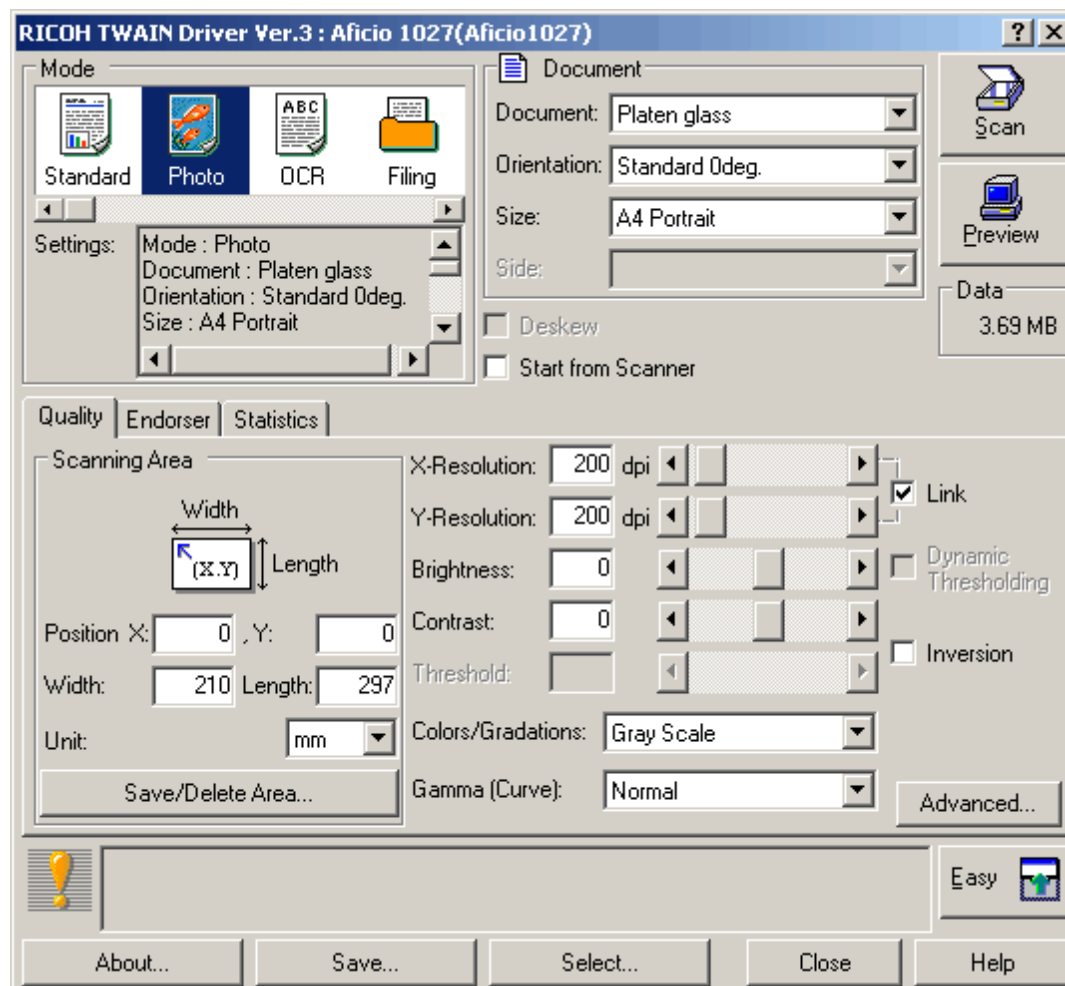 RICOH TWAIN Driver Ver.3 : Aficio 1027(Aficio1027)
Mode
Standard
Photo
ABC
OCR
Filing
Settings:
Mode : Photo
Document : Platen glass
Orientation : Standard 0deg.
Size : A4 Portrait
Document
Document: Platen glass
Orientation: Standard 0deg.
Size: A4 Portrait
Side:
Deskew
Start from Scanner
Scan
Preview
Data
3.69 MB
Quality
Endorser
Statistics
Scanning Area
Width
(X.Y)
Length
Position X: 0 , Y: 0
Width: 210 Length: 297
Unit: mm
Save/Delete Area...
X-Resolution: 200 dpi
Y-Resolution: 200 dpi
Link
Brightness: 0
Dynamic
Thresholding
Contrast: 0
Threshold:
Inversion
Colors/Gradations: Gray Scale
Gamma (Curve): Normal
Advanced...
Easy
About...
Save...
Select...
Close
Help